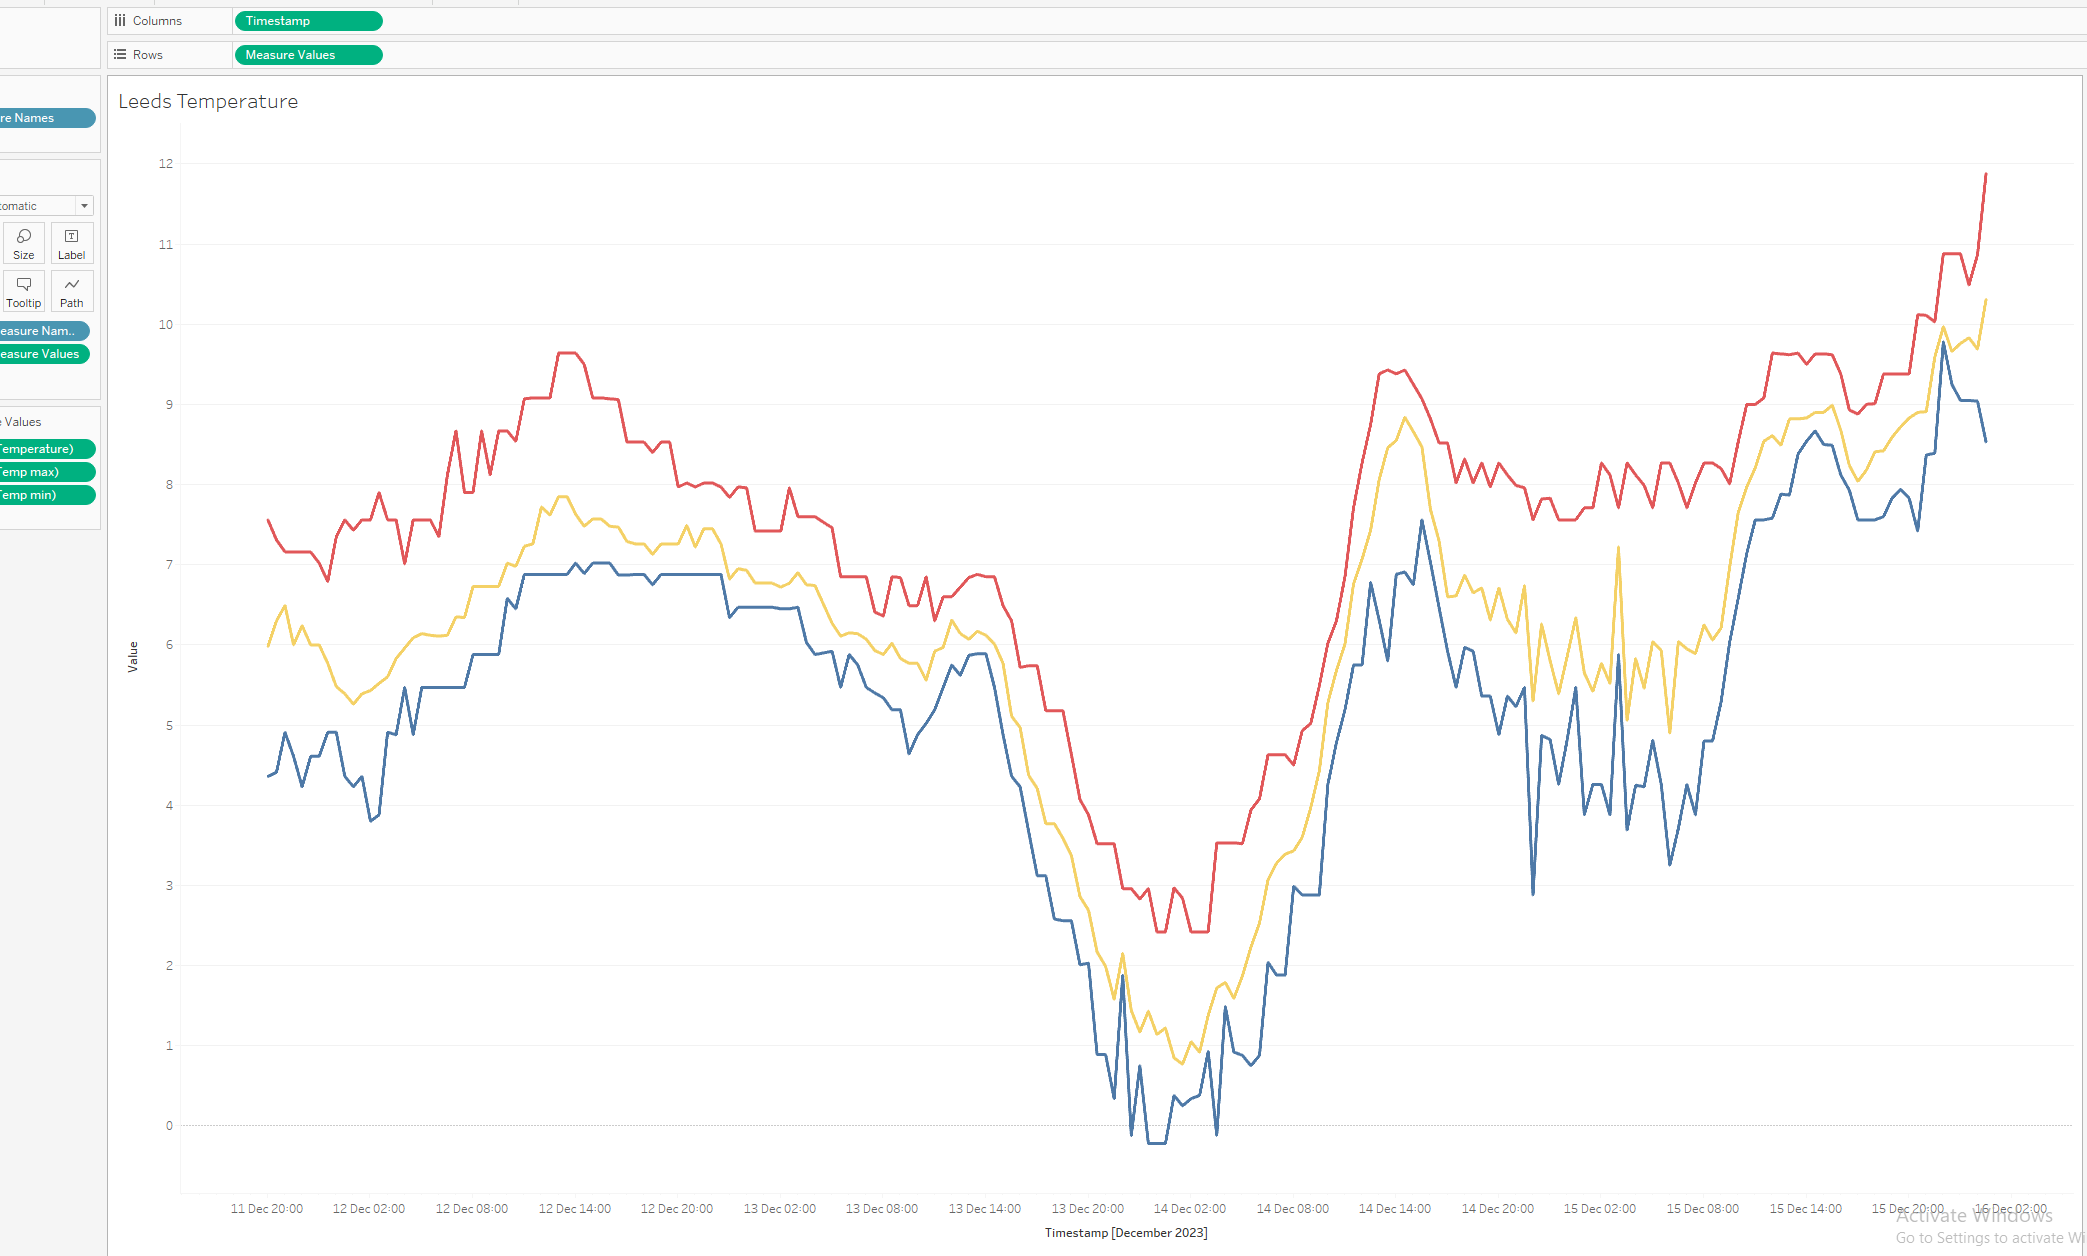 Columns
Timestamp
Rows
Measure Values
re Names
omatic
Size
Label
Tooltip
Path
easure Nam..
easure Values
Values
Temperature)
Temp max)
Temp min)
Leeds Temperature
12
11
10
9
8
7
6
5
4
3
2
1
0
Value
11 Dec 20:00 12 Dec 02:00 12 Dec 08:00 12 Dec 14:00 12 Dec 20:00 13 Dec 02:00 13 Dec 08:00 13 Dec 14:00 13 Dec 20:00 14 Dec 02:00 14 Dec 08:00 14 Dec 14:00 14 Dec 20:00 15 Dec 02:00 15 Dec 08:00 15 Dec 14:00 15 Dec 20:00 16 Dec 02:00
Timestamp [December 2023]
Activate Windows
Go to Settings to activate Wi